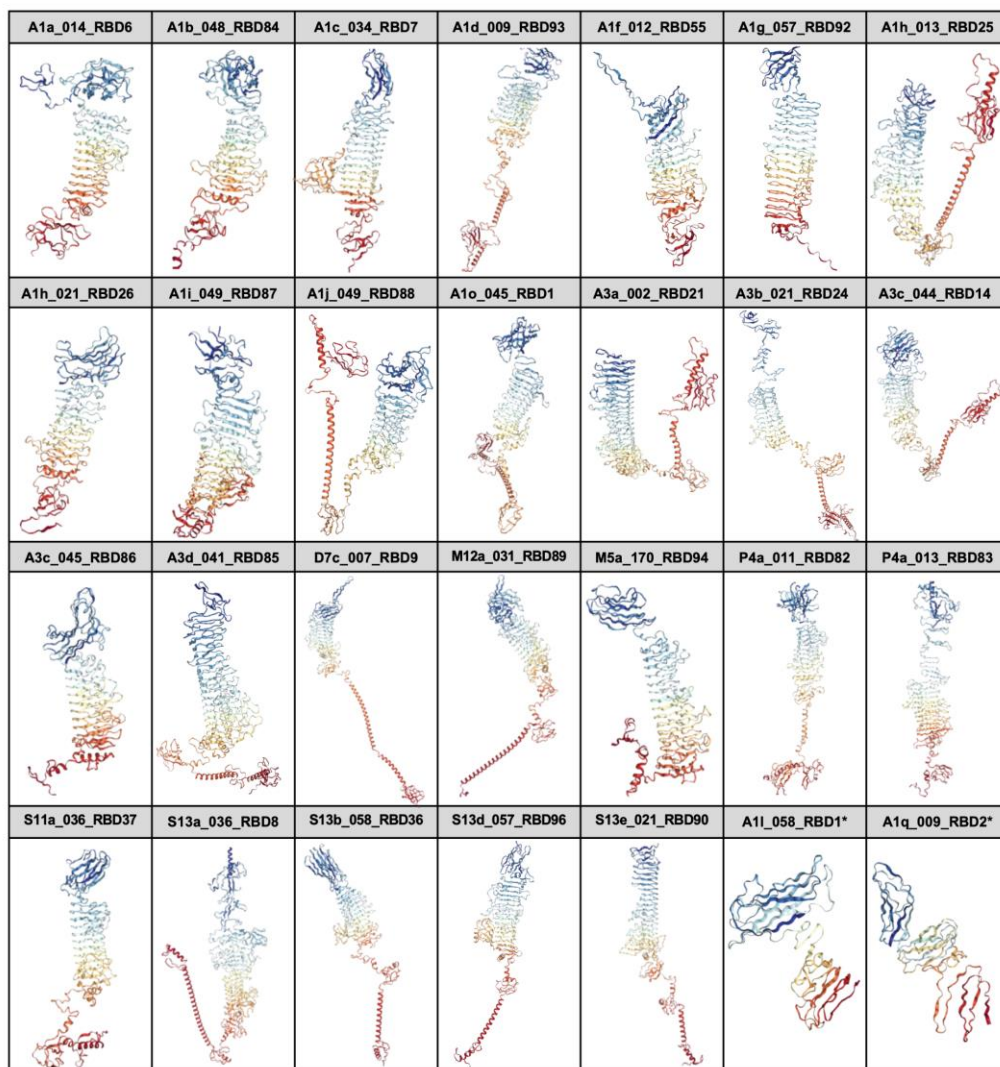 A1a_014_RBD6 A1b_048_RBD84 A1c_034_RBD7 A1d_009_RBD93 A1f_012_RBD55 A1g_057_RBD92 A1h_013_RBD25
A1h_021_RBD26 A1i_049_RBD87 A1j_049_RBD88 A1o_045_RBD1 A3a_002_RBD21 A3b_021_RBD24 A3c_044_RBD14
A3c_045_RBD86 A3d_041_RBD85 D7c_007_RBD9 M12a_031_RBD89 M5a_170_RBD94 P4a_011_RBD82 P4a_013_RBD83
S11a_036_RBD37 S13a_036_RBD8 S13b_058_RBD36 S13d_057_RBD96 S13e_021_RBD90 A1l_058_RBD1* A1q_009_RBD2*